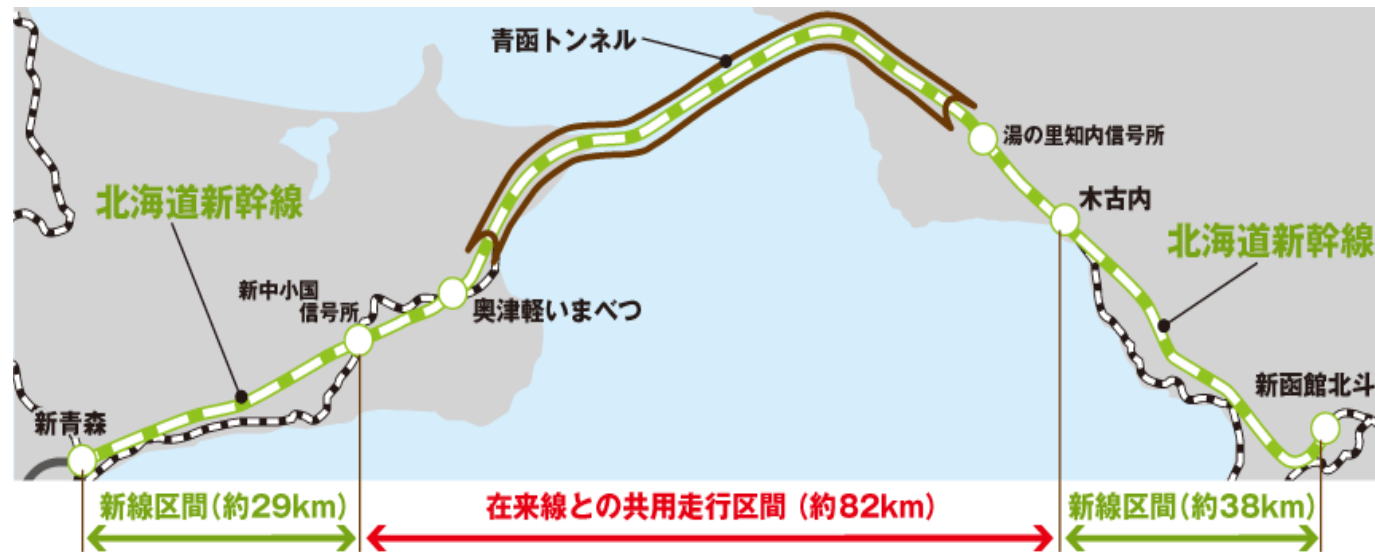 青函トンネル
湯の里知内信号所
木古内
北海道新幹線
北海道新幹線
新中小国
信号所
奥津軽いまべつ
新函館北斗
新青森
新線区間(約29km)
在来線との共用走行区間(約82km)
新線区間(約38km)